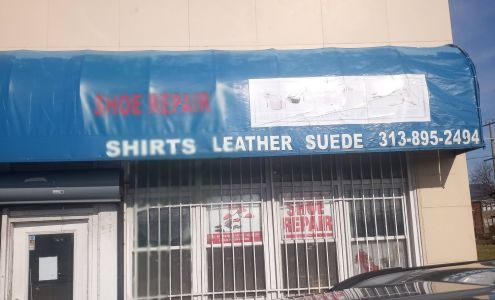 SHOE REPAIR
SHIRTS LEATHER SUEDE 313-895-2494
SHOE
REPAIR